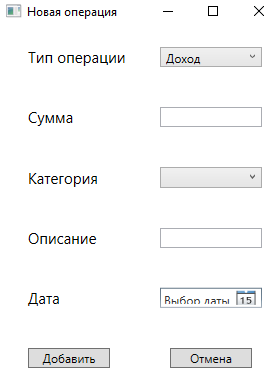 Новая операция
Тип операции Доход
Сумма
Категория
Описание
Дата Выбор даты 15
Добавить Отмена